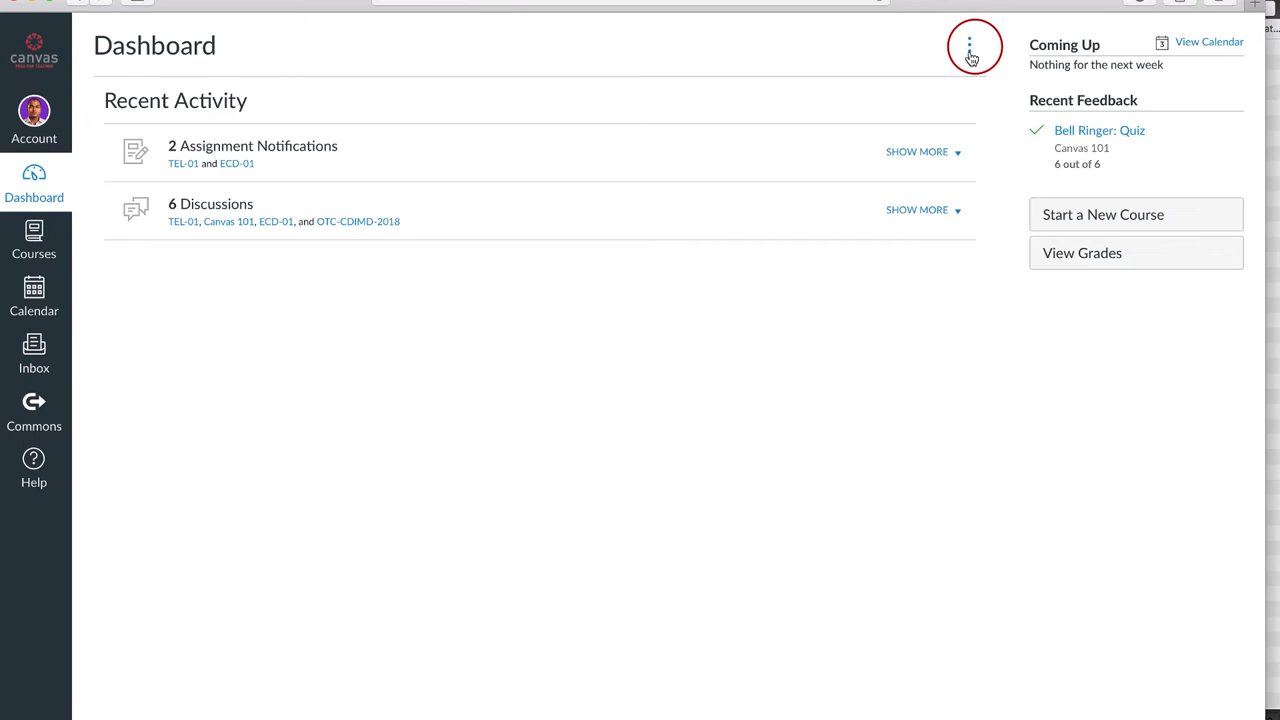 canvas
Account
Dashboard
Courses
Calendar
Inbox
Commons
Help
Dashboard
Recent Activity
2 Assignment Notifications
TEL-01 and ECD-01
SHOW MORE
6 Discussions
TEL-01, Canvas 101, ECD-01, and OTC-CDIMD-2018
SHOW MORE
Coming Up
3 View Calendar
Nothing for the next week
Recent Feedback
Bell Ringer: Quiz
Canvas 101
6 out of 6
Start a New Course
View Grades